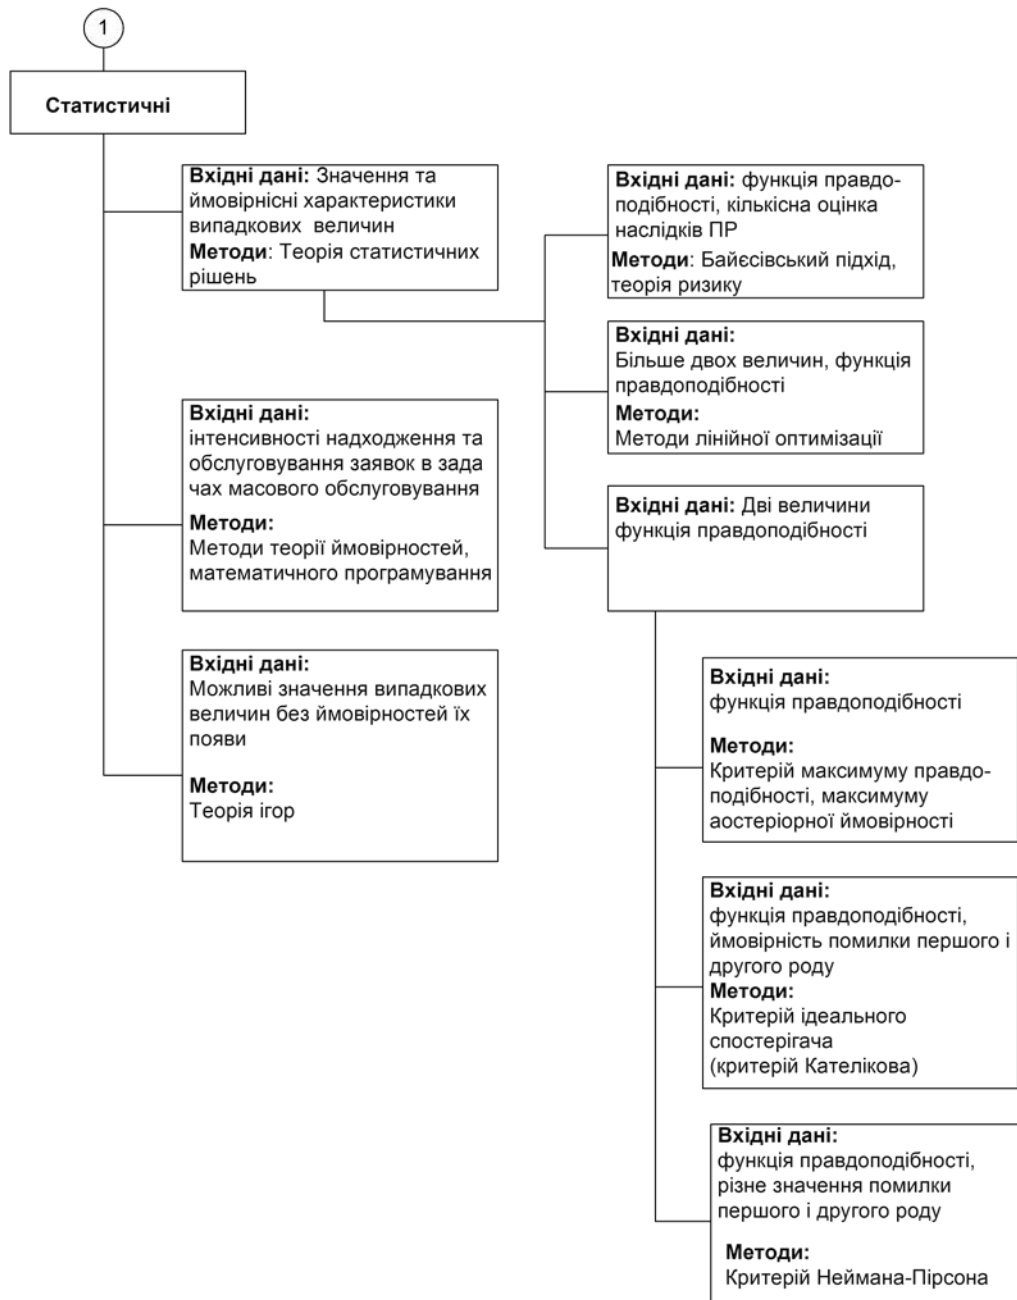 1
Статистичні
Вхідні дані: Значення та
ймовірнісні характеристики
випадкових величин
Методи: Теорія статистичних
рішень
Вхідні дані:
інтенсивності надходження та
обслуговування заявок в зада
чах масового обслуговування
Методи:
Методи теорії ймовірностей,
математичного програмування
Вхідні дані:
Можливі значення випадкових
величин без ймовірностей їх
появи
Методи:
Теорія ігор
Вхідні дані: функція правдо-
подібності, кількісна оцінка
наслідків ПР
Методи: Байєсівський підхід,
теорія ризику
Вхідні дані:
Більше двох величин, функція
правдоподібності
Методи:
Методи лінійної оптимізації
Вхідні дані: Дві величини
функція правдоподібності
Вхідні дані:
функція правдоподібності
Методи:
Критерій максимуму правдо-
подібності, максимуму
аостеріорної ймовірності
Вхідні дані:
функція правдоподібності,
ймовірність помилки першого і
другого роду
Методи:
Критерій ідеального
спостерігача
(критерій Кателікова)
Вхідні дані:
функція правдоподібності,
різне значення помилки
першого і другого роду
Методи:
Критерій Неймана-Пірсона